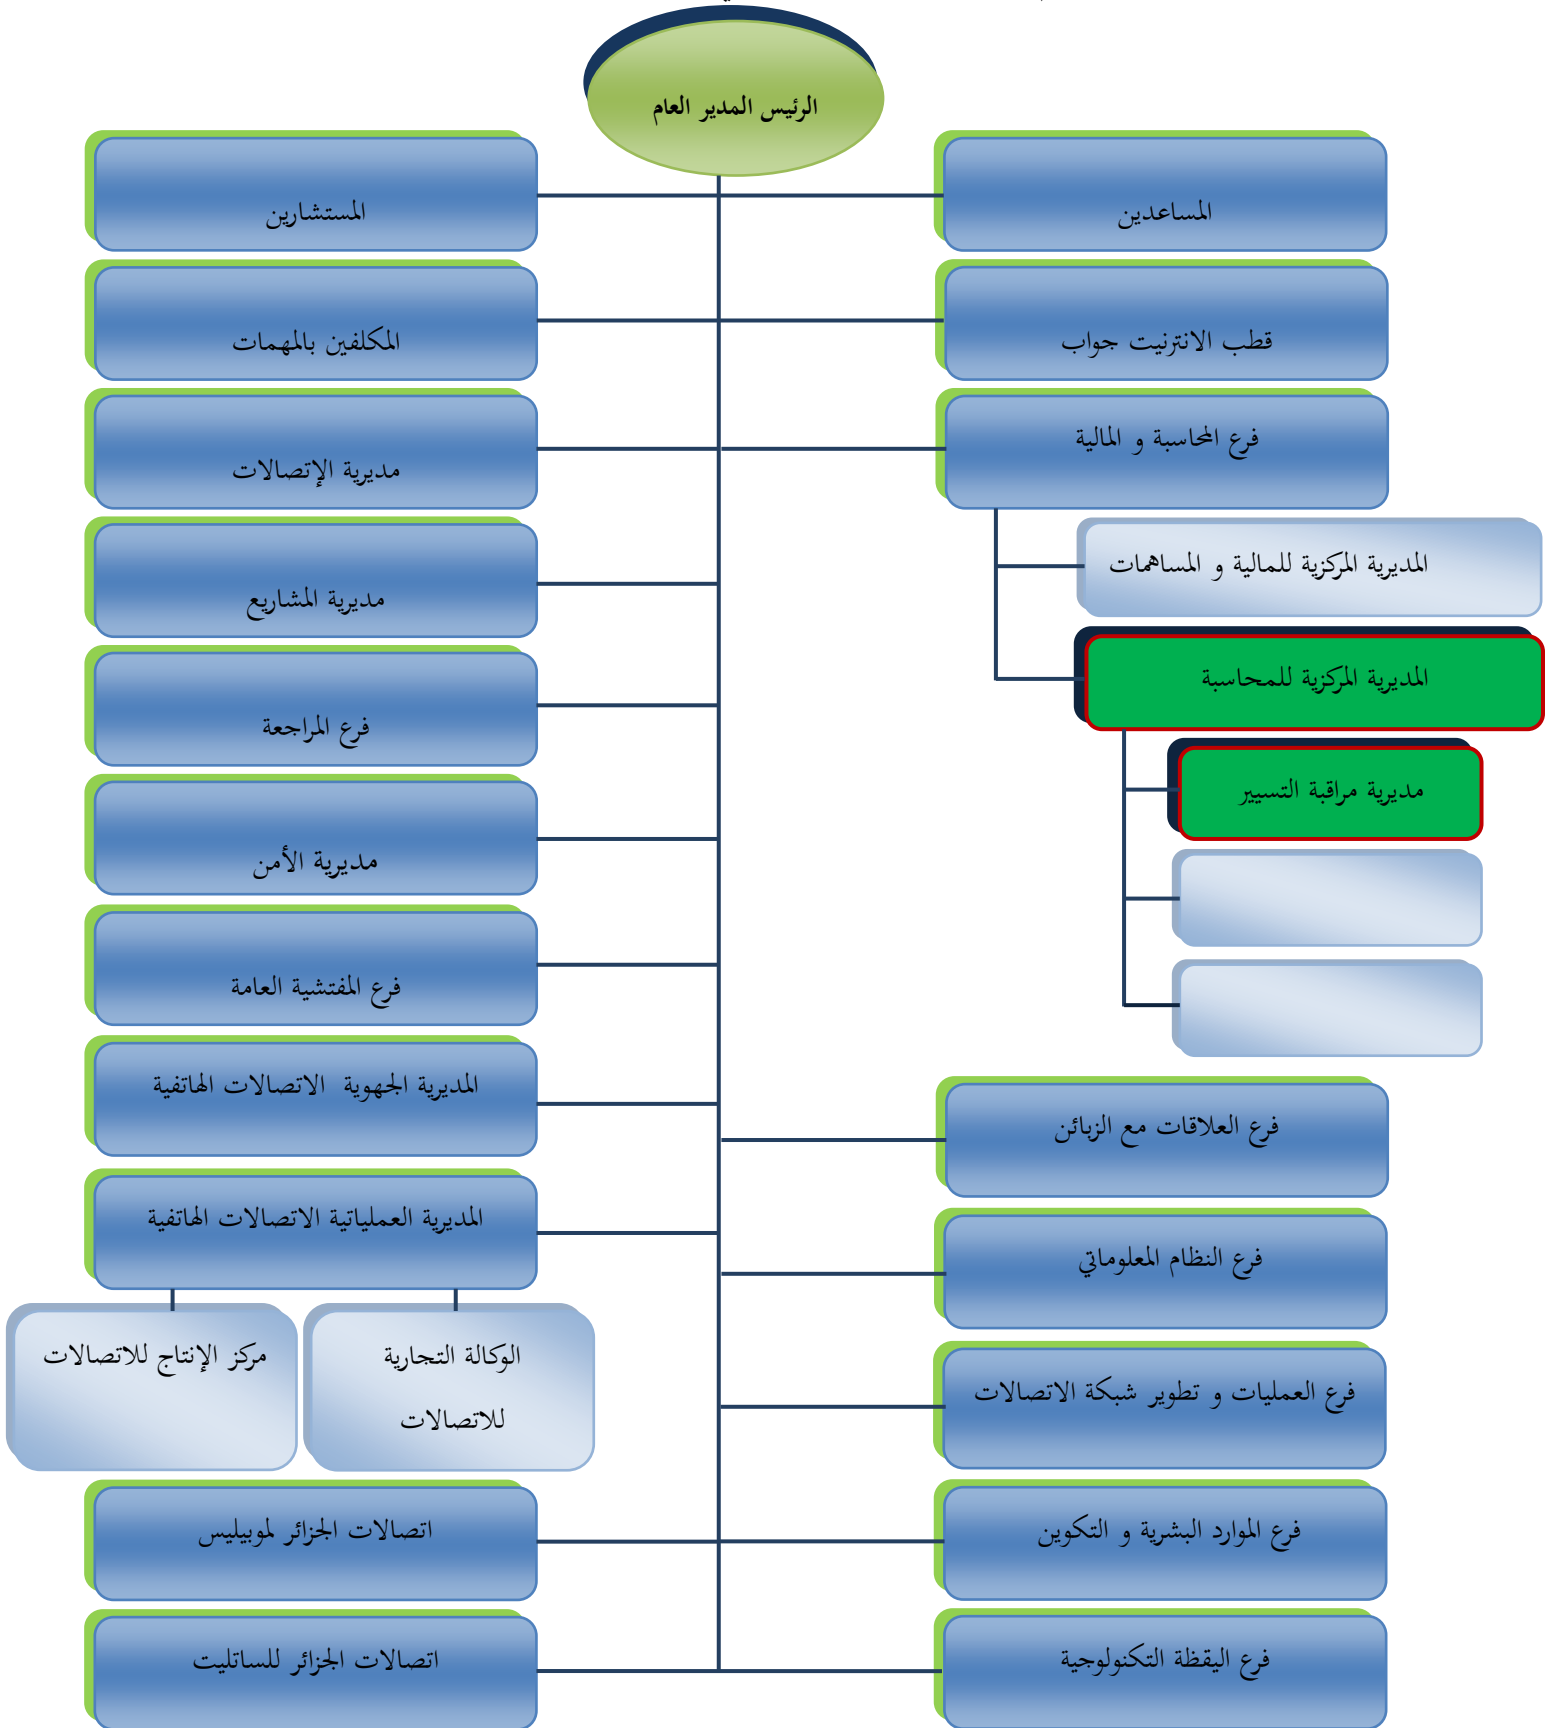 الرئيس المدير العام
المساعدين
المستشارين
قطب الانترنيت جواب
المكلفين بالمهمات
فرع المحاسبة و المالية
مديرية الإتصالات
المديرية المركزية للمالية و المساهمات
مديرية المشاريع
المديرية المركزية للمحاسبة
فرع المراجعة
مديرية مراقبة التسيير
مديرية الأمن
فرع المفتشية العامة
المديرية الجهوية الاتصالات الهاتفية
فرع العلاقات مع الزبائن
المديرية العملياتية الاتصالات الهاتفية
فرع النظام المعلوماتي
الوكالة التجارية
للاتصالات
مركز الإنتاج للاتصالات
فرع العمليات و تطوير شبكة الاتصالات
فرع الموارد البشرية و التكوين
اتصالات الجزائر لموبيليس
فرع اليقظة التكنولوجية
اتصالات الجزائر للساتليت